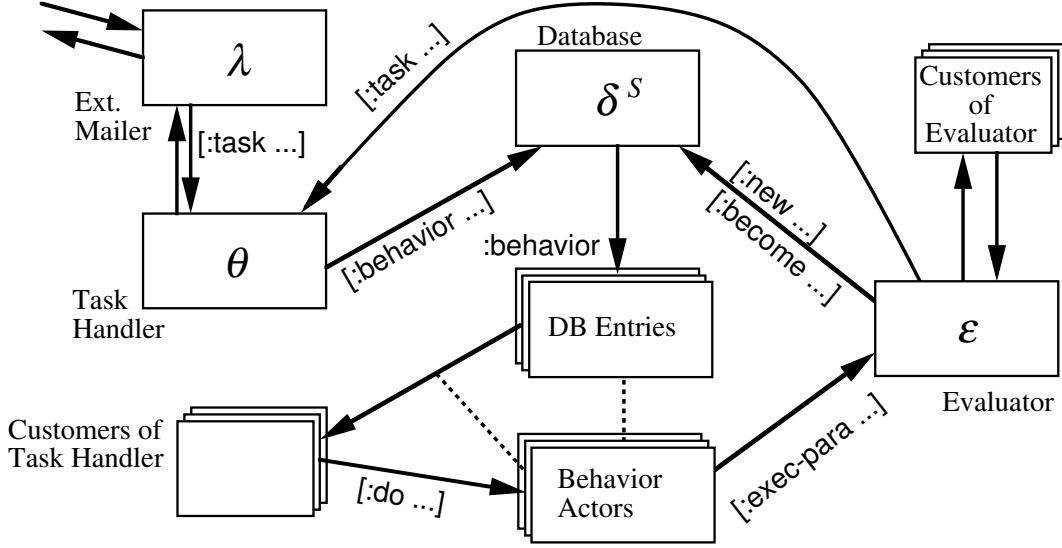 λ
Ext.
Mailer
[:task ...]
[:task ...]
Database
δ S
Customers
of
Evaluator
θ
Task
Handler
[:behavior ...]
:behavior
[:new ...]
[:become ...]
DB Entries
ε
Evaluator
Customers of
Task Handler
[:do ...]
Behavior
Actors
[:exec-para ...]